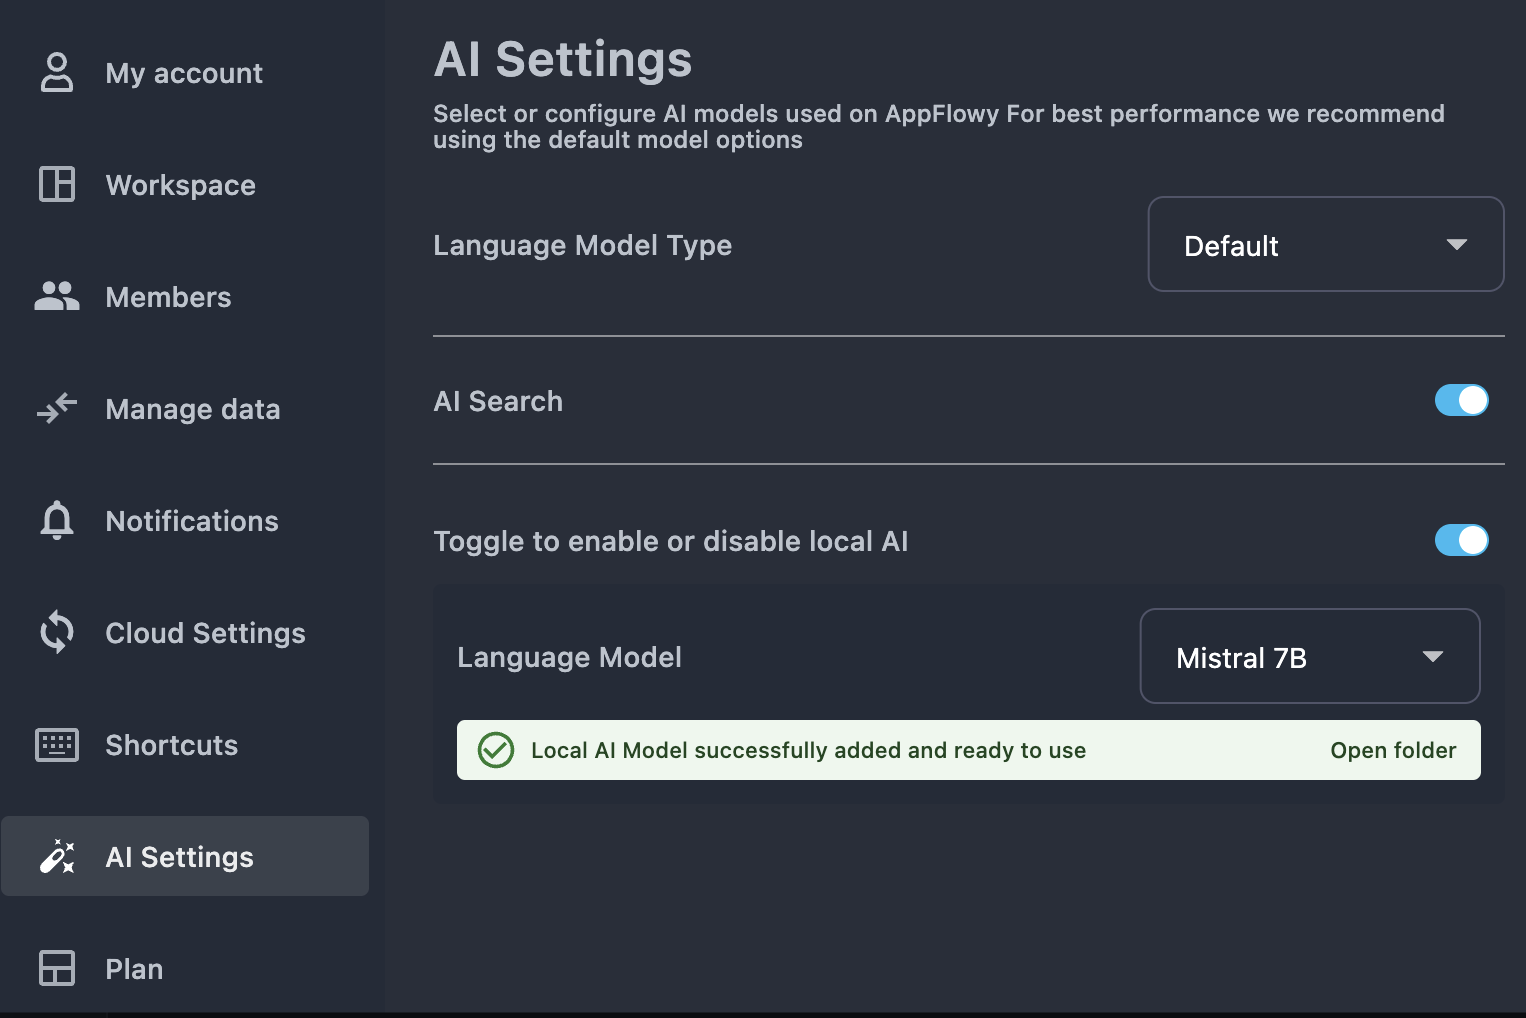 My account
Workspace
Members
Manage data
Notifications
Cloud Settings
Shortcuts
AI Settings
Plan
AI Settings
Select or configure AI models used on AppFlowy For best performance we recommend
using the default model options
Language Model Type
Default
AI Search
Toggle to enable or disable local AI
Language Model
Mistral 7B
Local AI Model successfully added and ready to use
Open folder